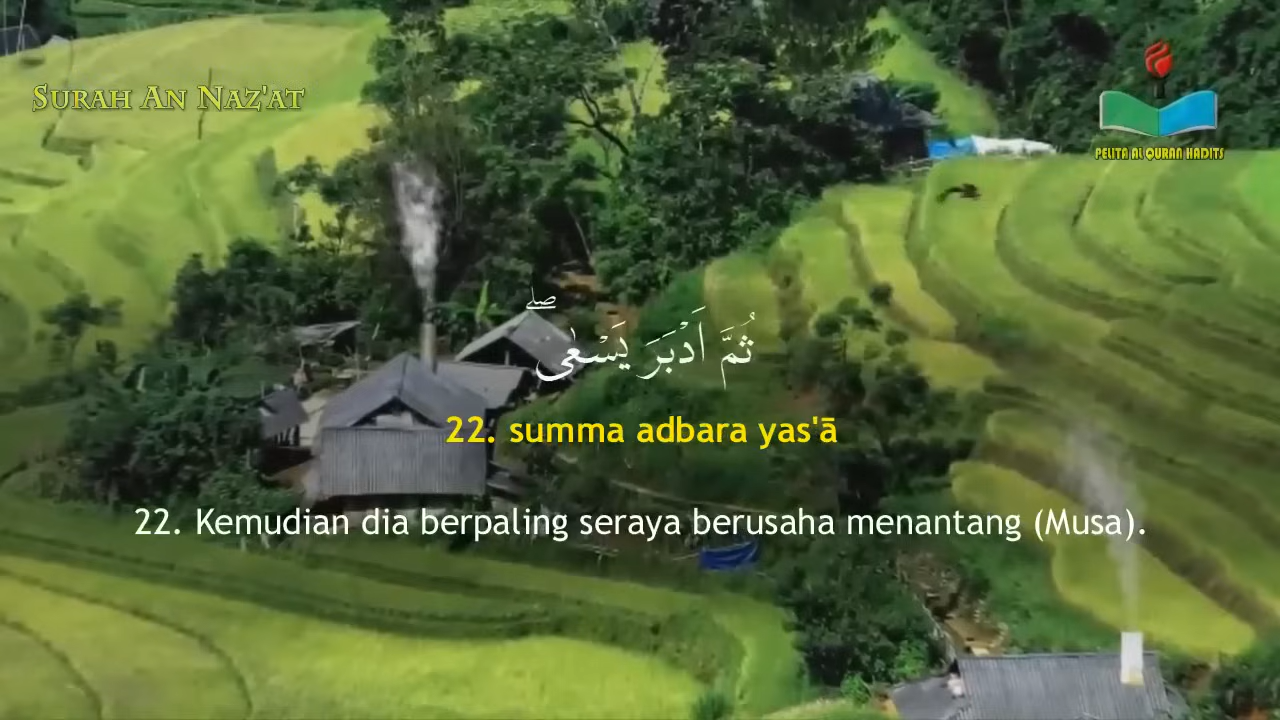 SURAH AN NAZ'AT
PELITA AL QURAN HADITS
ثُمَّ اَدْبَرَ يَسْعٰىۖ
22. summa adbara yas'ā
22. Kemudian dia berpaling seraya berusaha menantang (Musa).